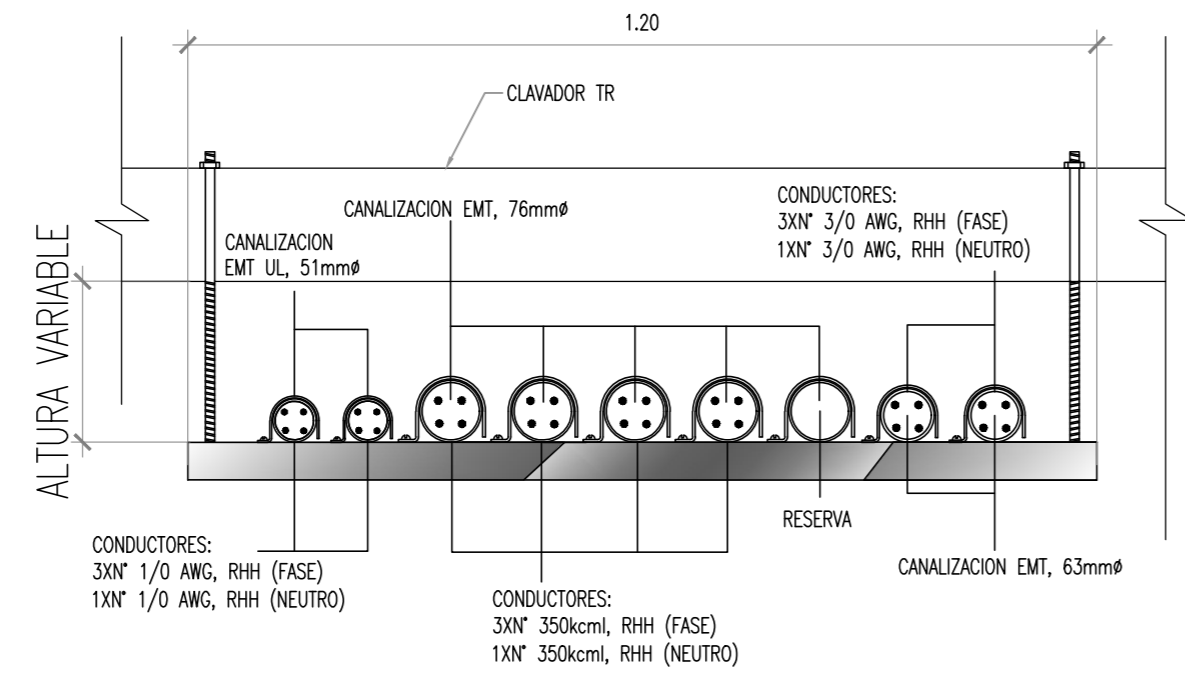 1.20
CLAVADOR TR
CANALIZACION EMT, 76mmø
CONDUCTORES:
3XN° 3/0 AWG, RHH (FASE)
1XN° 3/0 AWG, RHH (NEUTRO)
CANALIZACION
EMT UL, 51mmø
ALTURA VARIABLE
RESERVA
CONDUCTORES:
3XN° 1/0 AWG, RHH (FASE)
1XN° 1/0 AWG, RHH (NEUTRO)
CONDUCTORES:
3XN° 350kcml, RHH (FASE)
1XN° 350kcml, RHH (NEUTRO)
CANALIZACION EMT, 63mmø